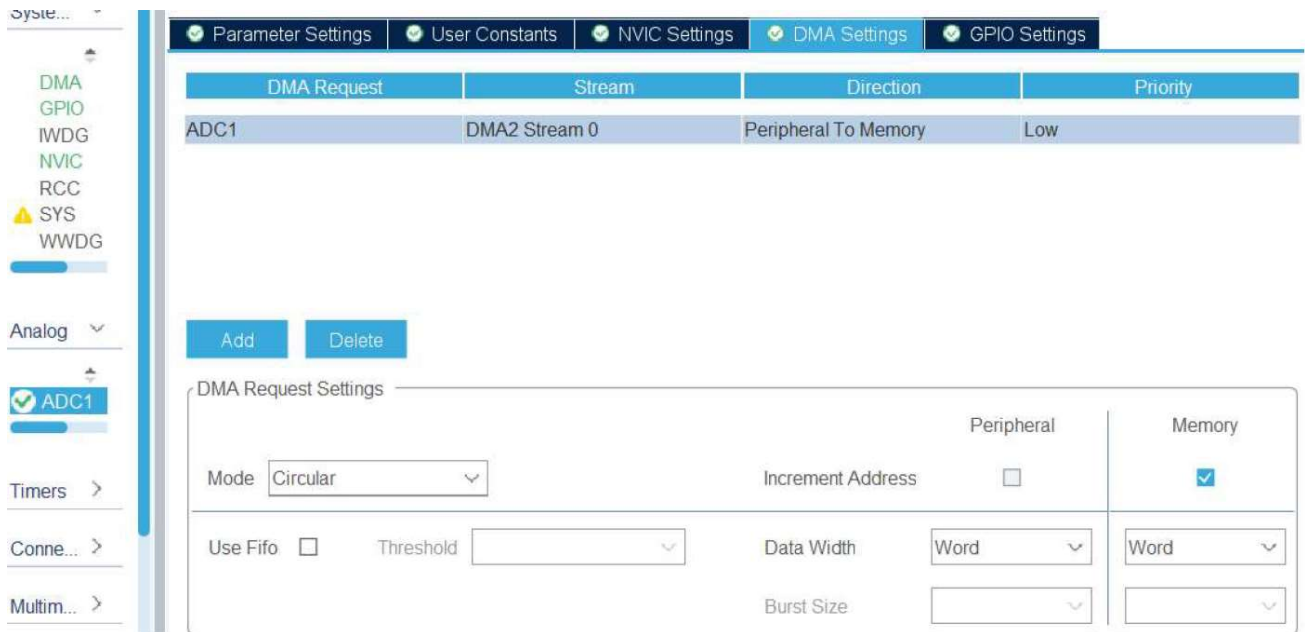 Syste...
DMA
GPIO
IWDG
NVIC
RCC
SYS
WWDG
Analog
ADC1
Timers
Conne...
Multim...
Parameter Settings User Constants NVIC Settings DMA Settings GPIO Settings
DMA Request Stream Direction Priority
ADC1 DMA2 Stream 0 Peripheral To Memory Low
Add Delete
DMA Request Settings
Peripheral Memory
Mode Circular Increment Address
Use Fifo Threshold Data Width Word Word
Burst Size